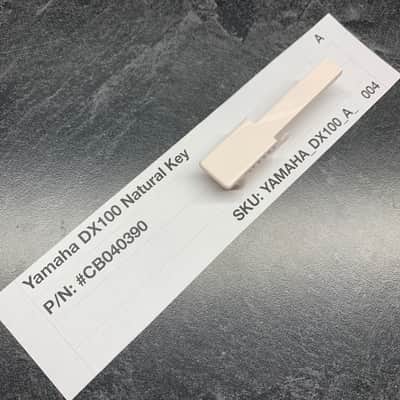 A
Yamaha DX100 Natural Key
P/N: #CB040390
SKU: YAMAHA_DX100_A_ 004